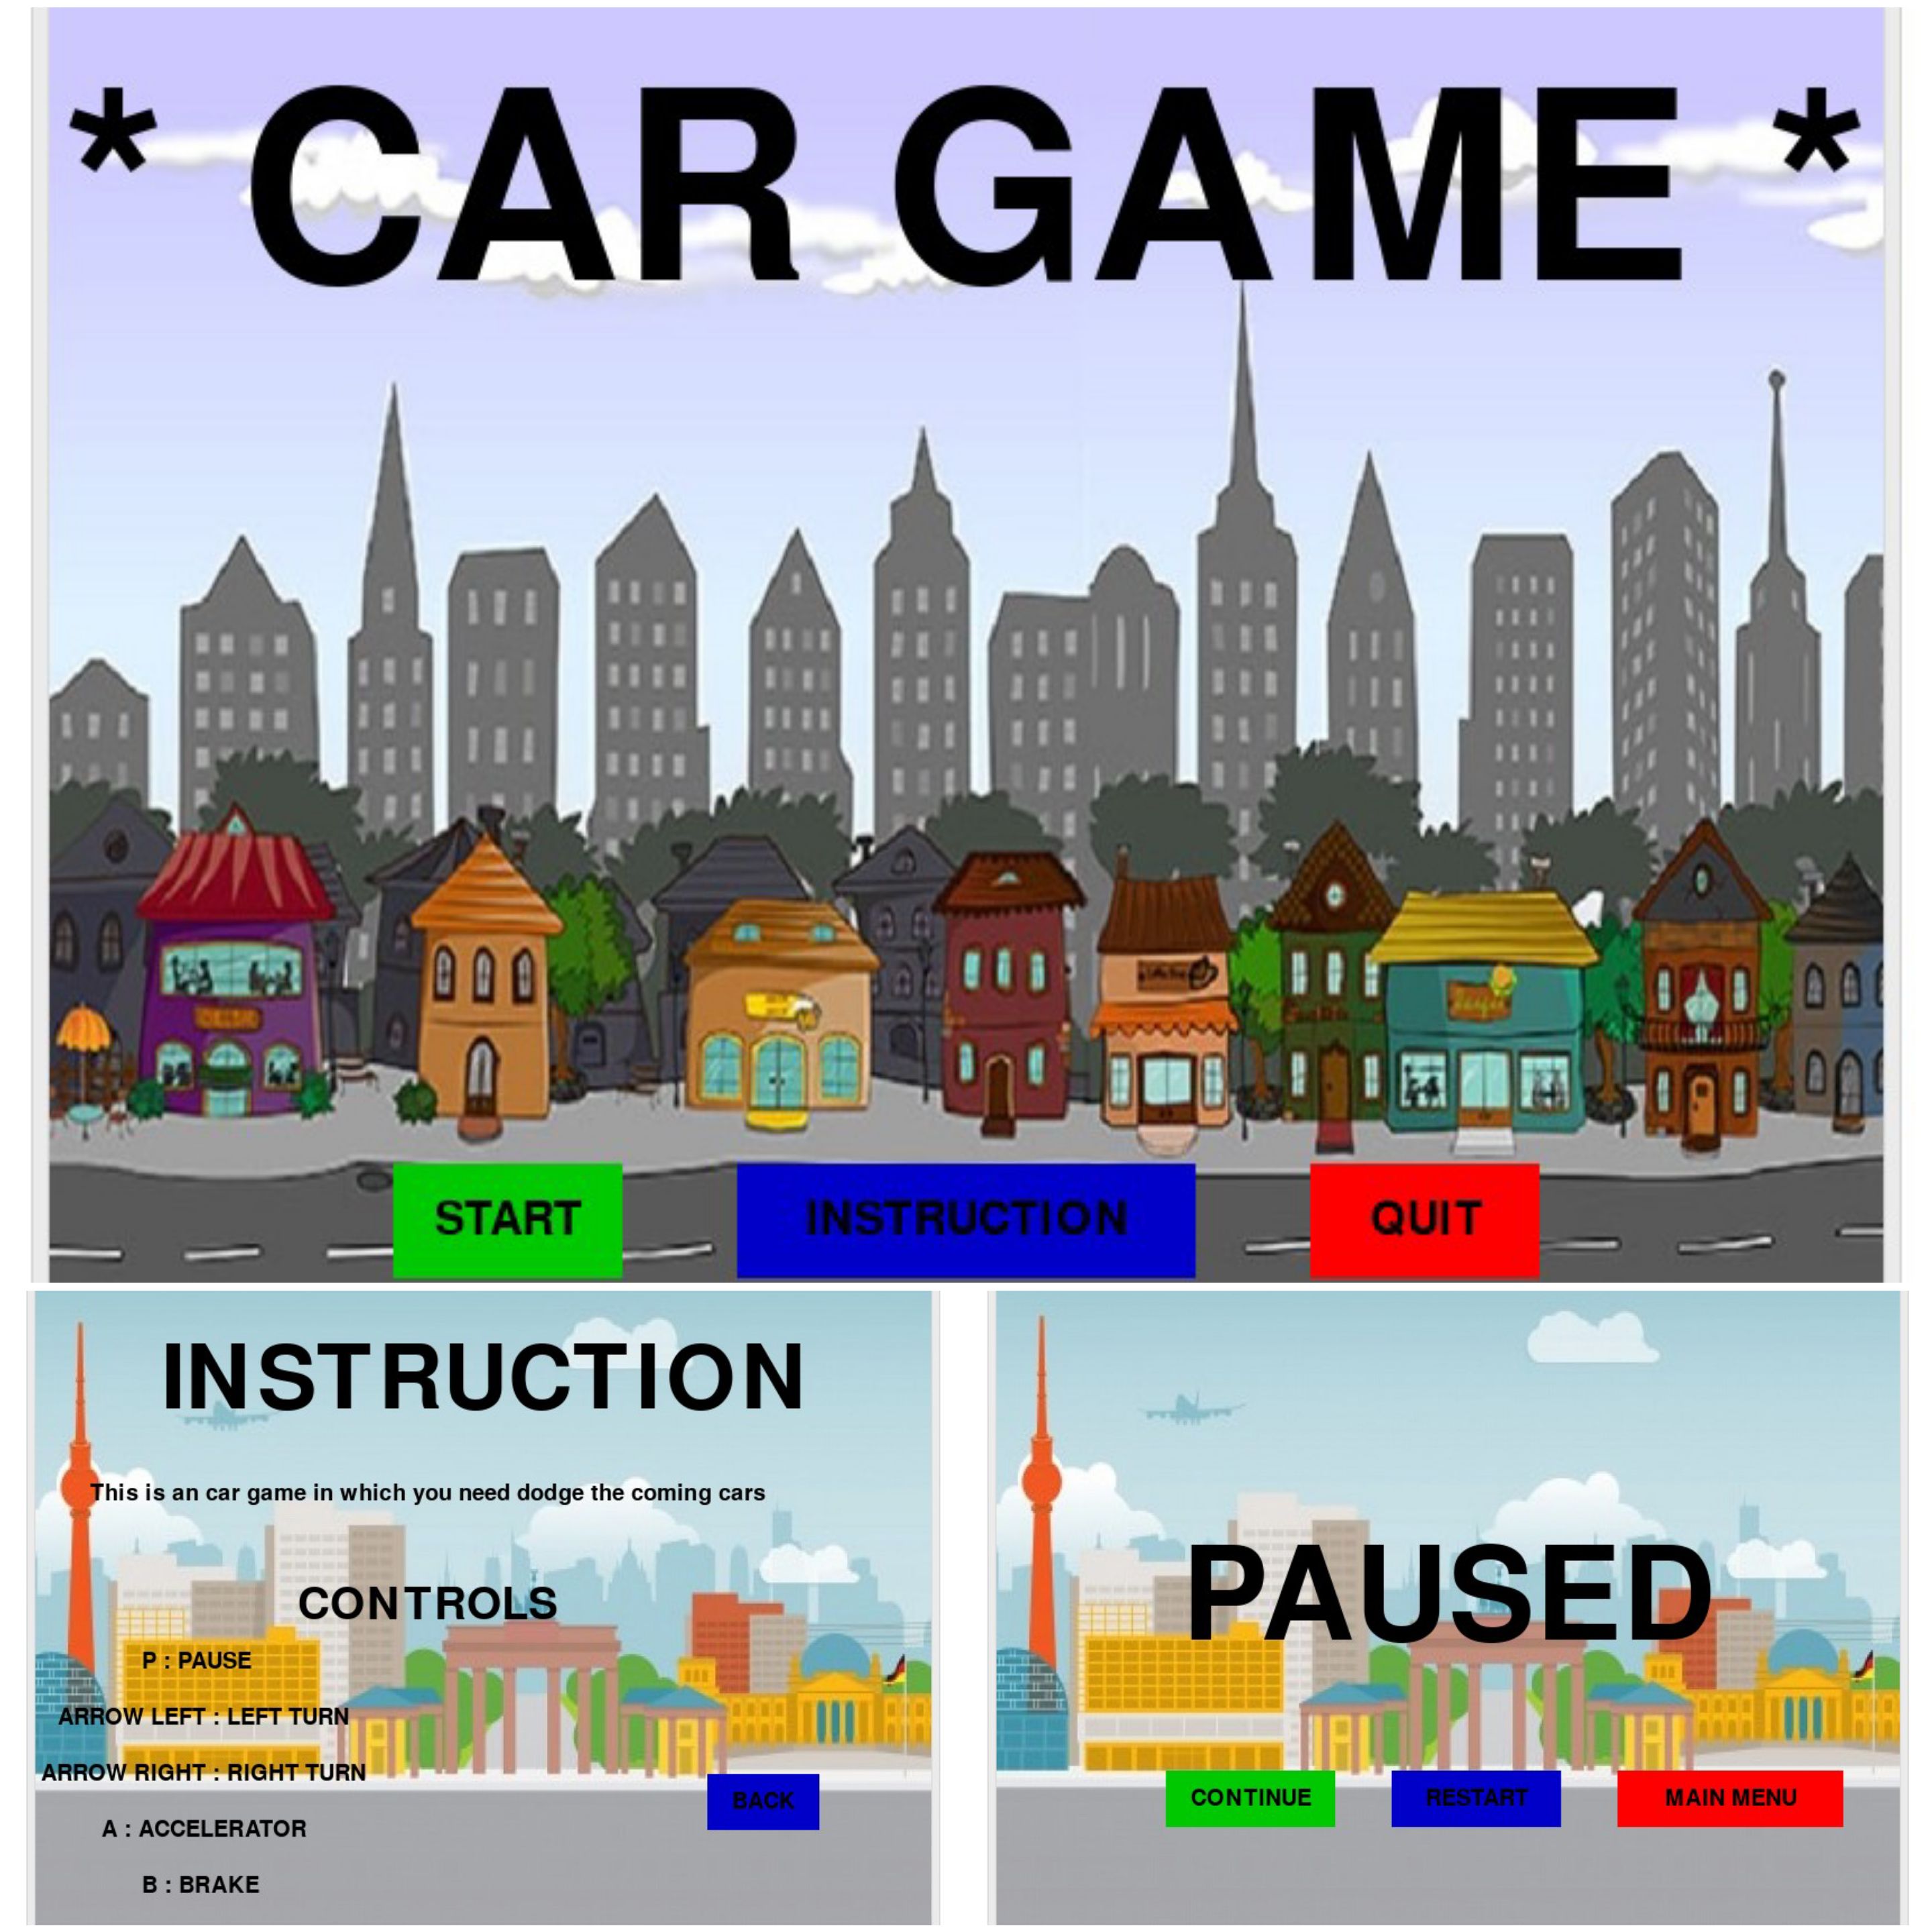 * CAR GAME *
START
INSTRUCTION
QUIT
INSTRUCTION
This is an car game in which you need dodge the coming cars
CONTROLS
P : PAUSE
ARROW LEFT : LEFT TURN
ARROW RIGHT : RIGHT TURN
A : ACCELERATOR
B : BRAKE
BACK
PAUSED
CONTINUE
RESTART
MAIN MENU